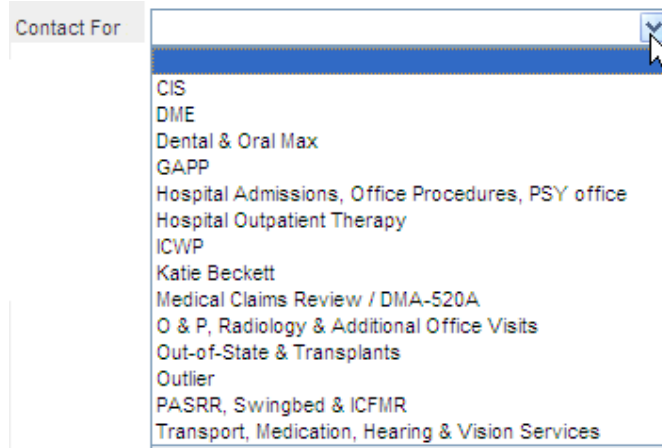 Contact For
CIS
DME
Dental & Oral Max
GAPP
Hospital Admissions, Office Procedures, PSY office
Hospital Outpatient Therapy
ICWP
Katie Beckett
Medical Claims Review / DMA-520A
O & P, Radiology & Additional Office Visits
Out-of-State & Transplants
Outlier
PASRR, Swingbed & ICFMR
Transport, Medication, Hearing & Vision Services